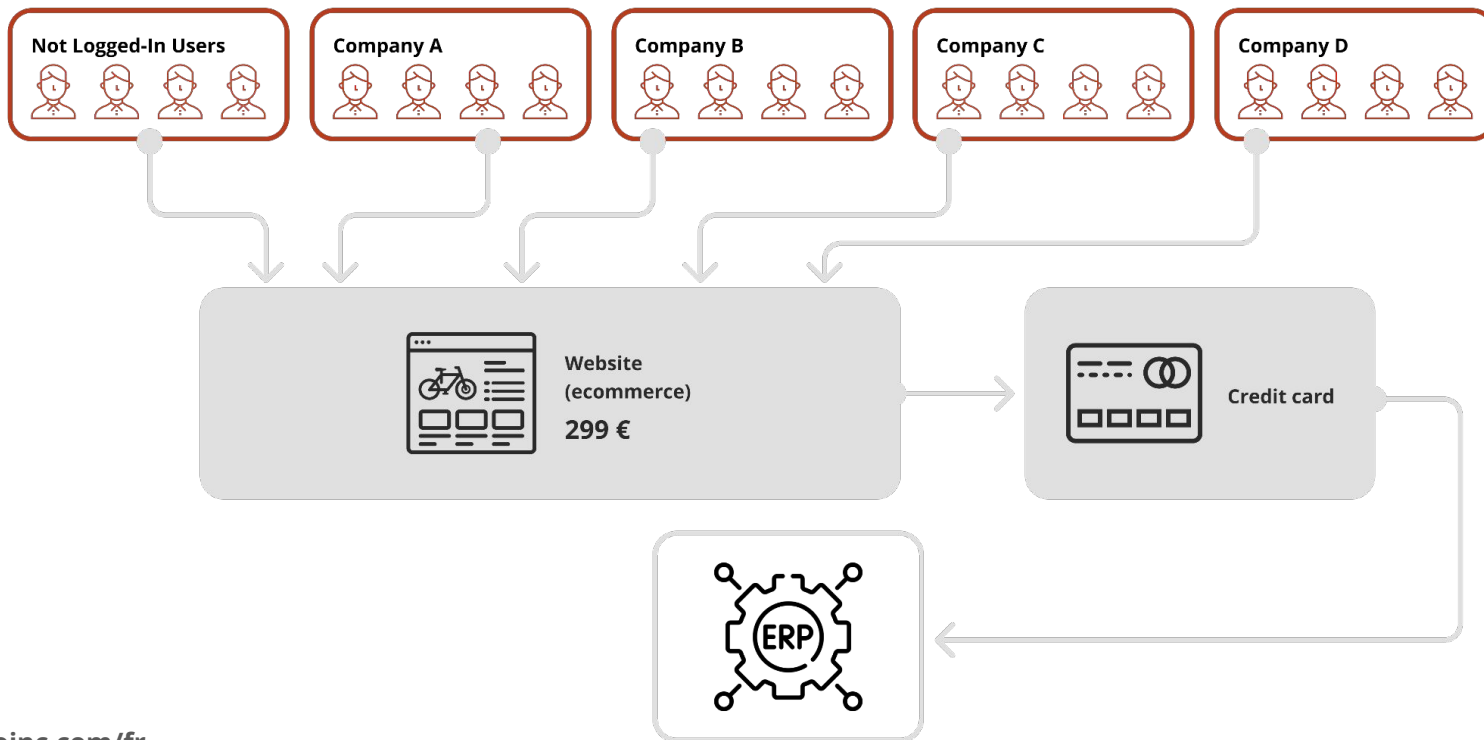 Not Logged-In Users
Company A
Company B
Company C
Company D
Website
(ecommerce)
299 €
Credit card
ERP